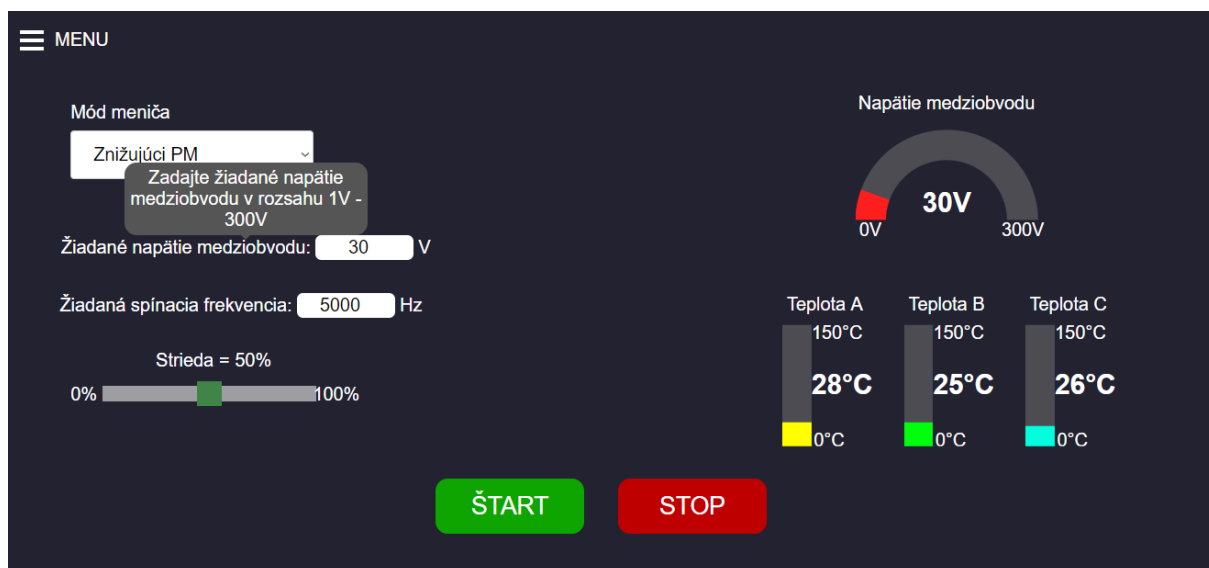 MENU
Mód meniča
Znižujúci PM
Zadajte žiadané napätie
medziobvodu v rozsahu 1V -
300V
Žiadané napätie medziobvodu: 30 V
Žiadaná spínacia frekvencia: 5000 Hz
Strieda = 50%
0% 100%
Napätie medziobvodu
30V
0V 300V
Teplota A Teplota B Teplota C
150°C 150°C 150°C
28°C 25°C 26°C
0°C 0°C 0°C
ŠTART STOP